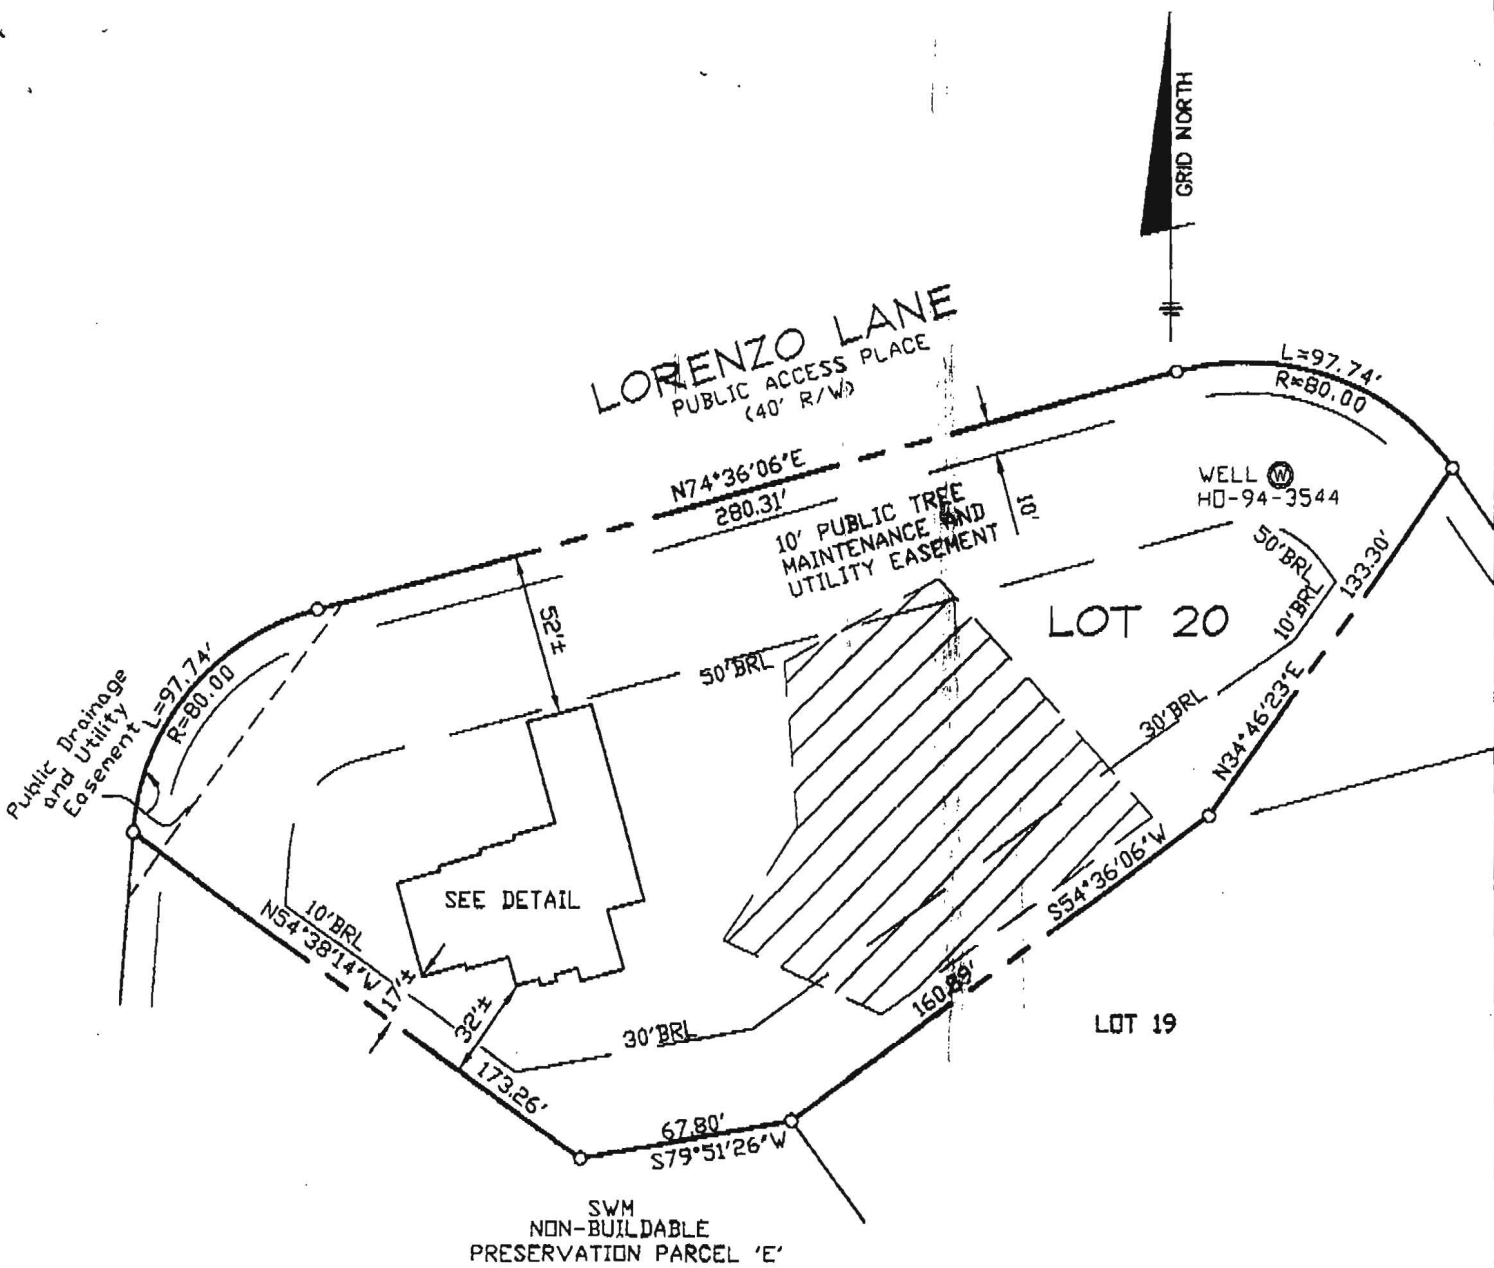 GRID NORTH
LORENZO LANE
PUBLIC ACCESS PLACE
(40' R/W)
L=97.74'
R=80.00
N74°36'06"E
280.31'
10' PUBLIC TREE
MAINTENANCE AND
UTILITY EASEMENT
10'
WELL W
HO-94-3544
50'BRL
10'BRL
133.30'
LOT 20
52'±
50'BRL
L=97.74'
R=80.00
Public Drainage
and Utility
Easement
30'BRL
N34°46'23"E
SEE DETAIL
10'BRL
N54°38'14"W
17'±
32'±
173.26'
30'BRL
S54°36'06"W
160.89'
LOT 19
67.80'
S79°51'26"W
SWM
NON-BUILDABLE
PRESERVATION PARCEL 'E'